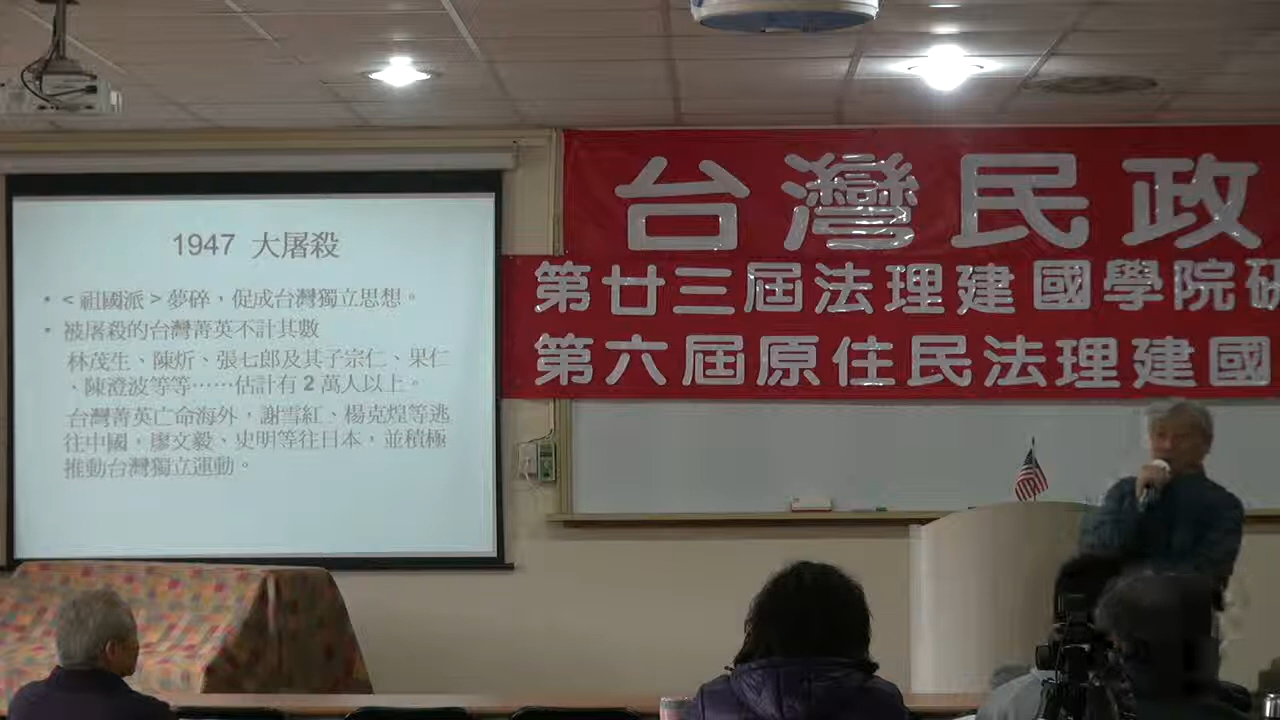 1947 大屠殺
• < 祖國派 > 夢碎，促成台灣獨立思想。
• 被屠殺的台灣菁英不計其數
林茂生、陳炘、張七郎及其子宗仁、果仁
、陳澄波等等⋯⋯估計有 2 萬人以上。
台灣菁英亡命海外，謝雪紅、楊克煌等逃
往中國，廖文毅、史明等往日本，並積極
推動台灣獨立運動。
台灣民政
第廿三屆法理建國學院研
第六屆原住民法理建國